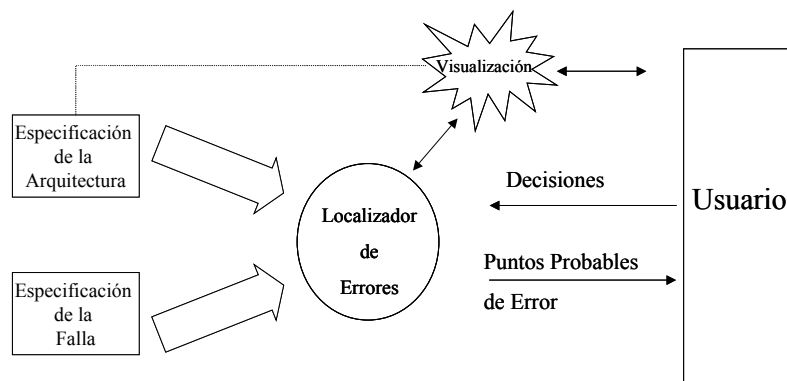 Visualización
Especificación
de la
Arquitectura
Decisiones
Usuario
Localizador
de
Errores
Puntos Probables
de Error
Especificación
de la
Falla